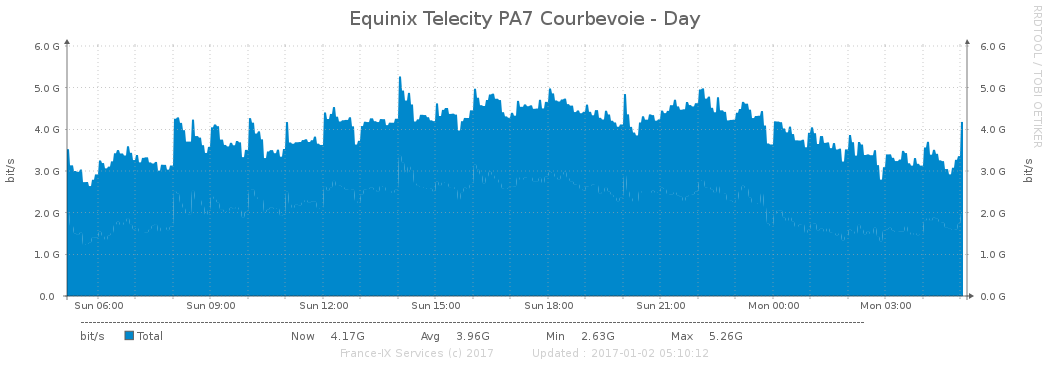 Equinix Telecity PA7 Courbevoie - Day
RRDTOOL / TOBI OETIKER
bit/s
6.0 G
5.0 G
4.0 G
3.0 G
2.0 G
1.0 G
0.0
6.0 G
5.0 G
4.0 G
3.0 G
2.0 G
1.0 G
0.0 G
bit/s
Sun 06:00 Sun 09:00 Sun 12:00 Sun 15:00 Sun 18:00 Sun - Day Mon 00:00 Mon 03:00
bit/s Total Now 4.17G Avg 3.96G Min 2.63G Max 5.26G
France-IX Services (c) 2017 Updated : 2017-01-02 05:10:12